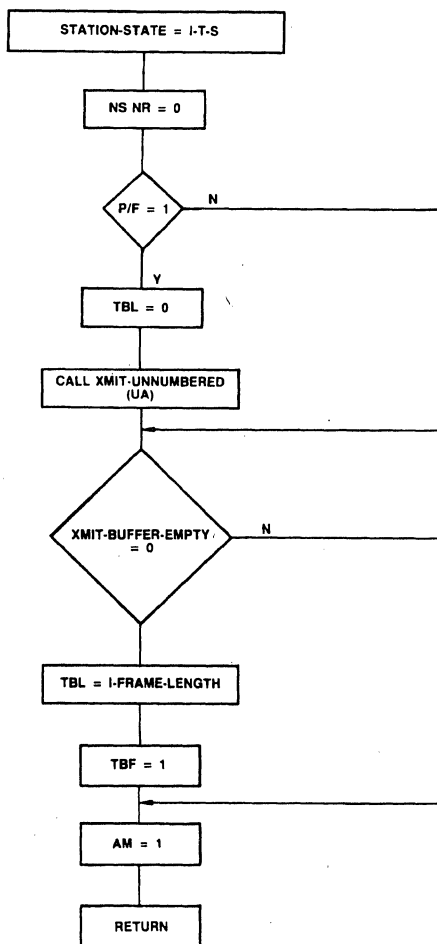 STATION-STATE = I-T-S
NS NR = 0
P/F = 1
N
Y
TBL = 0
CALL XMIT-UNNUMBERED
(UA)
XMIT-BUFFER-EMPTY
= 0
N
TBL = I-FRAME-LENGTH
TBF = 1
AM = 1
RETURN